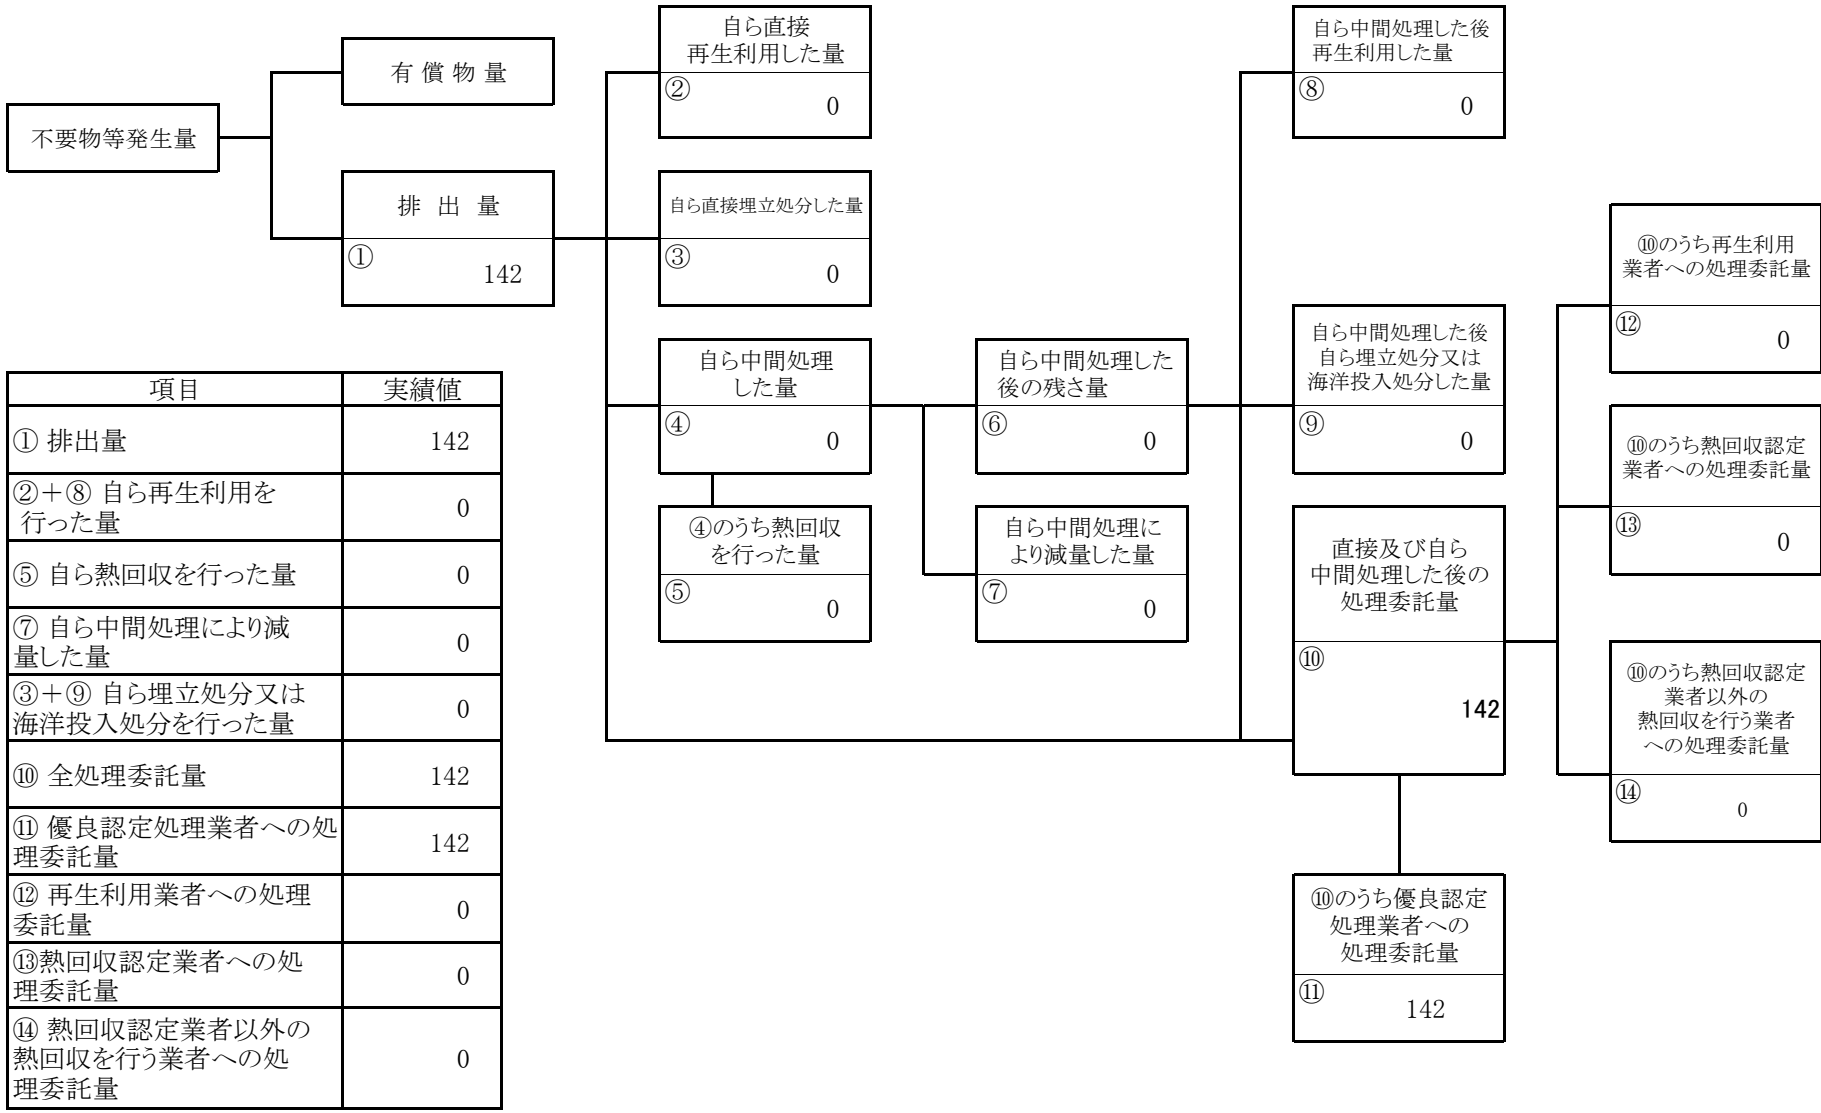 不要物等発生量
有 償 物 量
排 出 量
①
142
自ら直接
再生利用した量
②
0
自ら直接埋立処分した量
③
0
自ら中間処理
した量
④
0
④のうち熱回収
を行った量
⑤
0
自ら中間処理した
後の残さ量
⑥
0
自ら中間処理に
より減量した量
⑦
0
自ら中間処理した後
再生利用した量
⑧
0
自ら中間処理した後
自ら埋立処分又は
海洋投入処分した量
⑨
0
直接及び自ら
中間処理した後の
処理委託量
⑩
142
⑩のうち優良認定
処理業者への
処理委託量
⑪
142
⑩のうち再生利用
業者への処理委託量
⑫
0
⑩のうち熱回収認定
業者への処理委託量
⑬
0
⑩のうち熱回収認定
業者以外の
熱回収を行う業者
への処理委託量
⑭
0
項目 実績値
① 排出量 142
②＋⑧ 自ら再生利用を
行った量 0
⑤ 自ら熱回収を行った量 0
⑦ 自ら中間処理により減
量した量 0
③＋⑨ 自ら埋立処分又は
海洋投入処分を行った量 0
⑩ 全処理委託量 142
⑪ 優良認定処理業者への処
理委託量 142
⑫ 再生利用業者への処理
委託量 0
⑬熱回収認定業者への処
理委託量 0
⑭ 熱回収認定業者以外の
熱回収を行う業者への処
理委託量 0